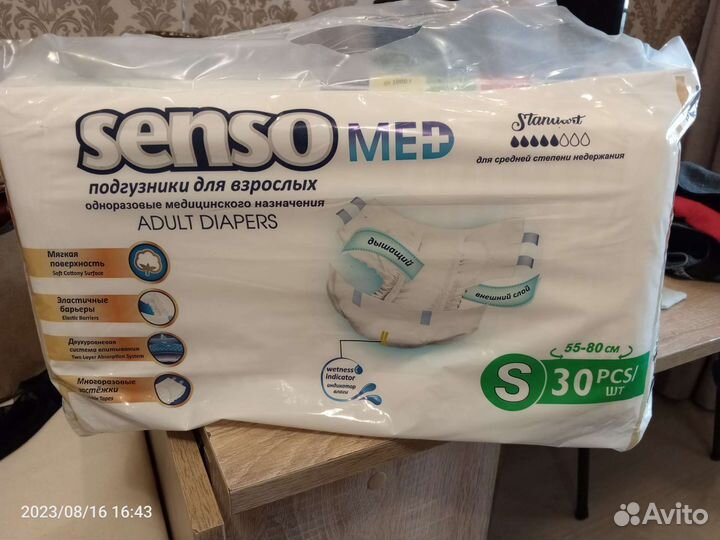 senso MED
подгузники для взрослых
одноразовые медицинского назначения
ADULT DIAPERS
для средней степени недержания
Мягкая
поверхность
Soft Cottony Surface
Эластичные
барьеры
Elastic Barriers
Двухуровневая
система впитывания
Two Layer Absorption System
Многоразовые
застёжки
Tapes
дышащий
внешний слой
wetness
indicator
индикатор
влаги
55-80 см
S 30 PCS/
ШТ
2023/08/16 16:43
Avito